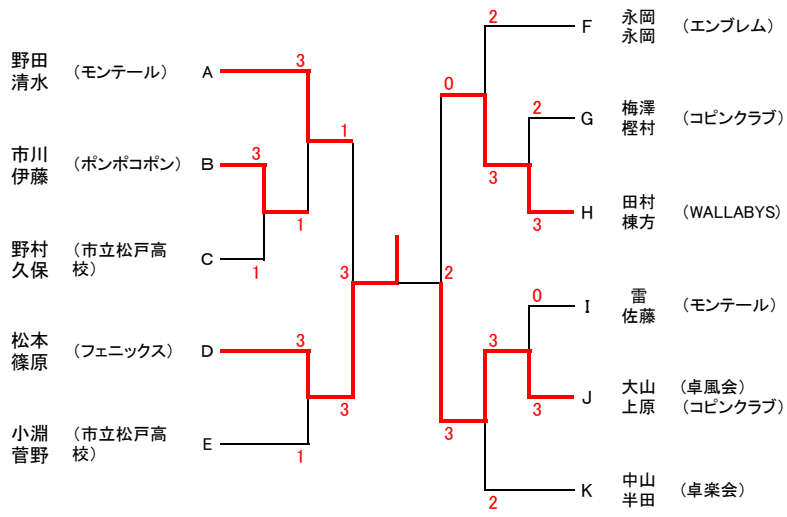 野田
清水
（モンテール）
A
3
市川
伊藤
（ポンポコポン）
B
3
1
1
野村
久保
（市立松戸高
校）
C
1
松本
篠原
（フェニックス）
D
3
3
3
小淵
菅野
（市立松戸高
校）
E
1
2
F
永岡
永岡
（エンブレム）
0
2
G
梅澤
樫村
（コピンクラブ）
3
H
田村
棟方
（WALLABYS）
3
2
0
I
雷
佐藤
（モンテール）
3
J
大山
上原
（卓風会）
（コピンクラブ）
3
3
K
中山
半田
（卓楽会）
2